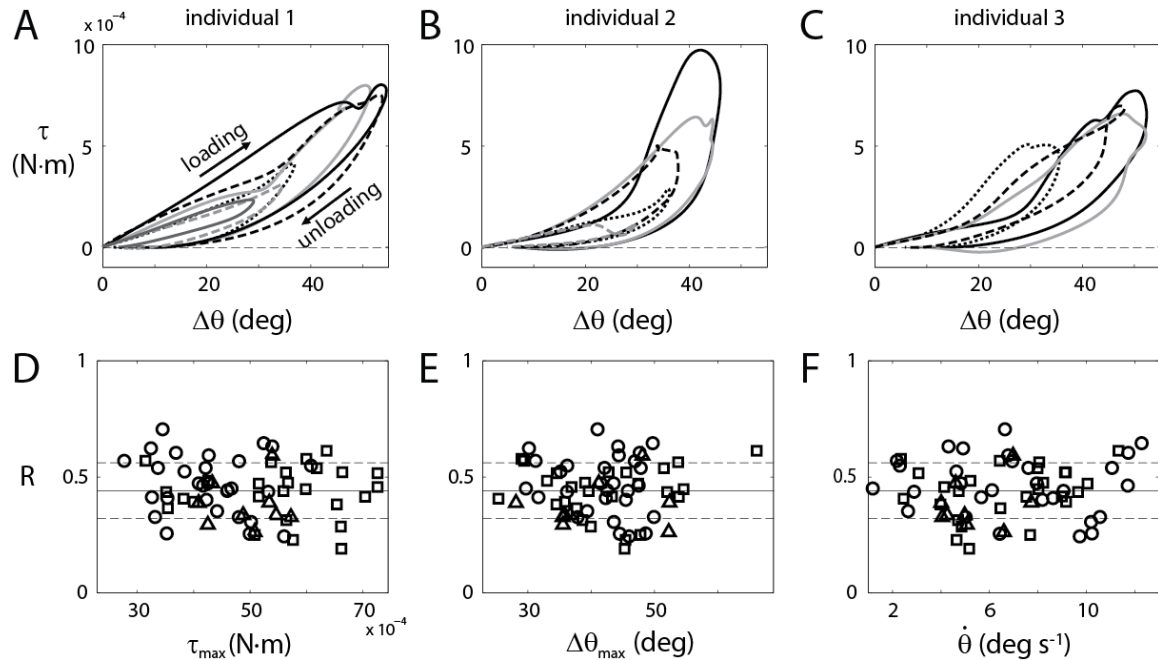 A individual 1 B individual 2 C individual 3
x 10⁻⁴
10 10 10
τ
(N·m)
5 5 5
loading
unloading
0 0 0
0 20 40 0 20 40 0 20 40
Δθ (deg) Δθ (deg) Δθ (deg)
D E F
1 1 1
R
0.5 0.5 0.5
0 0 0
30 50 70 30 50 2 6 10
x 10⁻⁴
τmax (N·m) Δθmax (deg) θ̇ (deg s⁻¹)